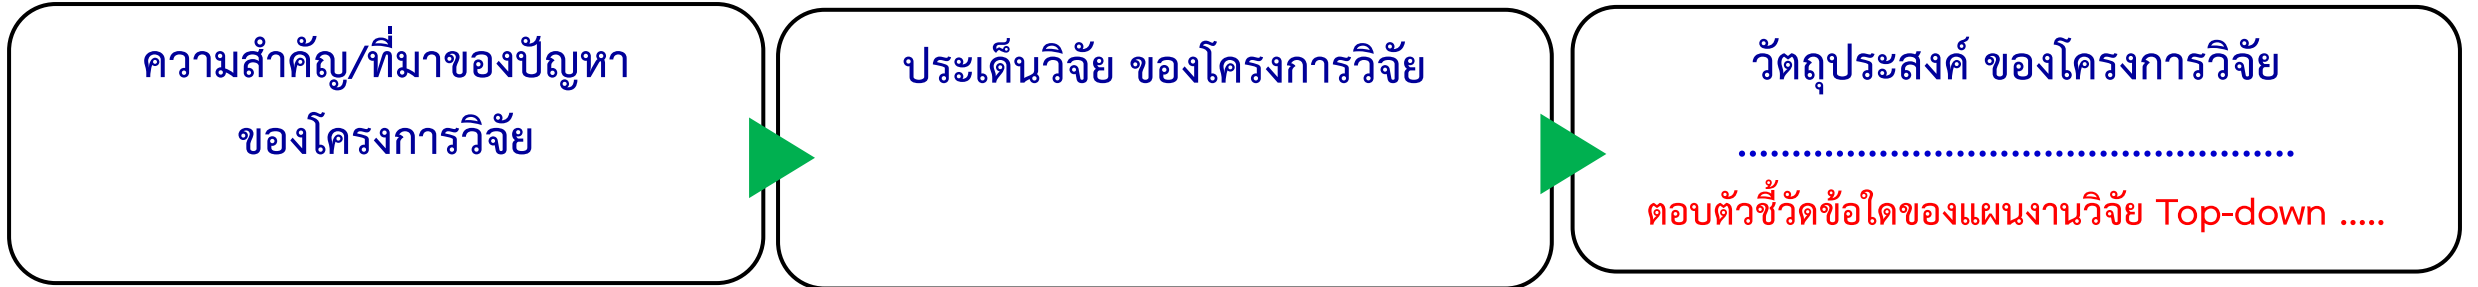 ความสำคัญ/ที่มาของปัญหา
ของโครงการวิจัย
ประเด็นวิจัย ของโครงการวิจัย
วัตถุประสงค์ ของโครงการวิจัย
...................................................
ตอบตัวชี้วัดข้อใดของแผนงานวิจัย Top-down .....